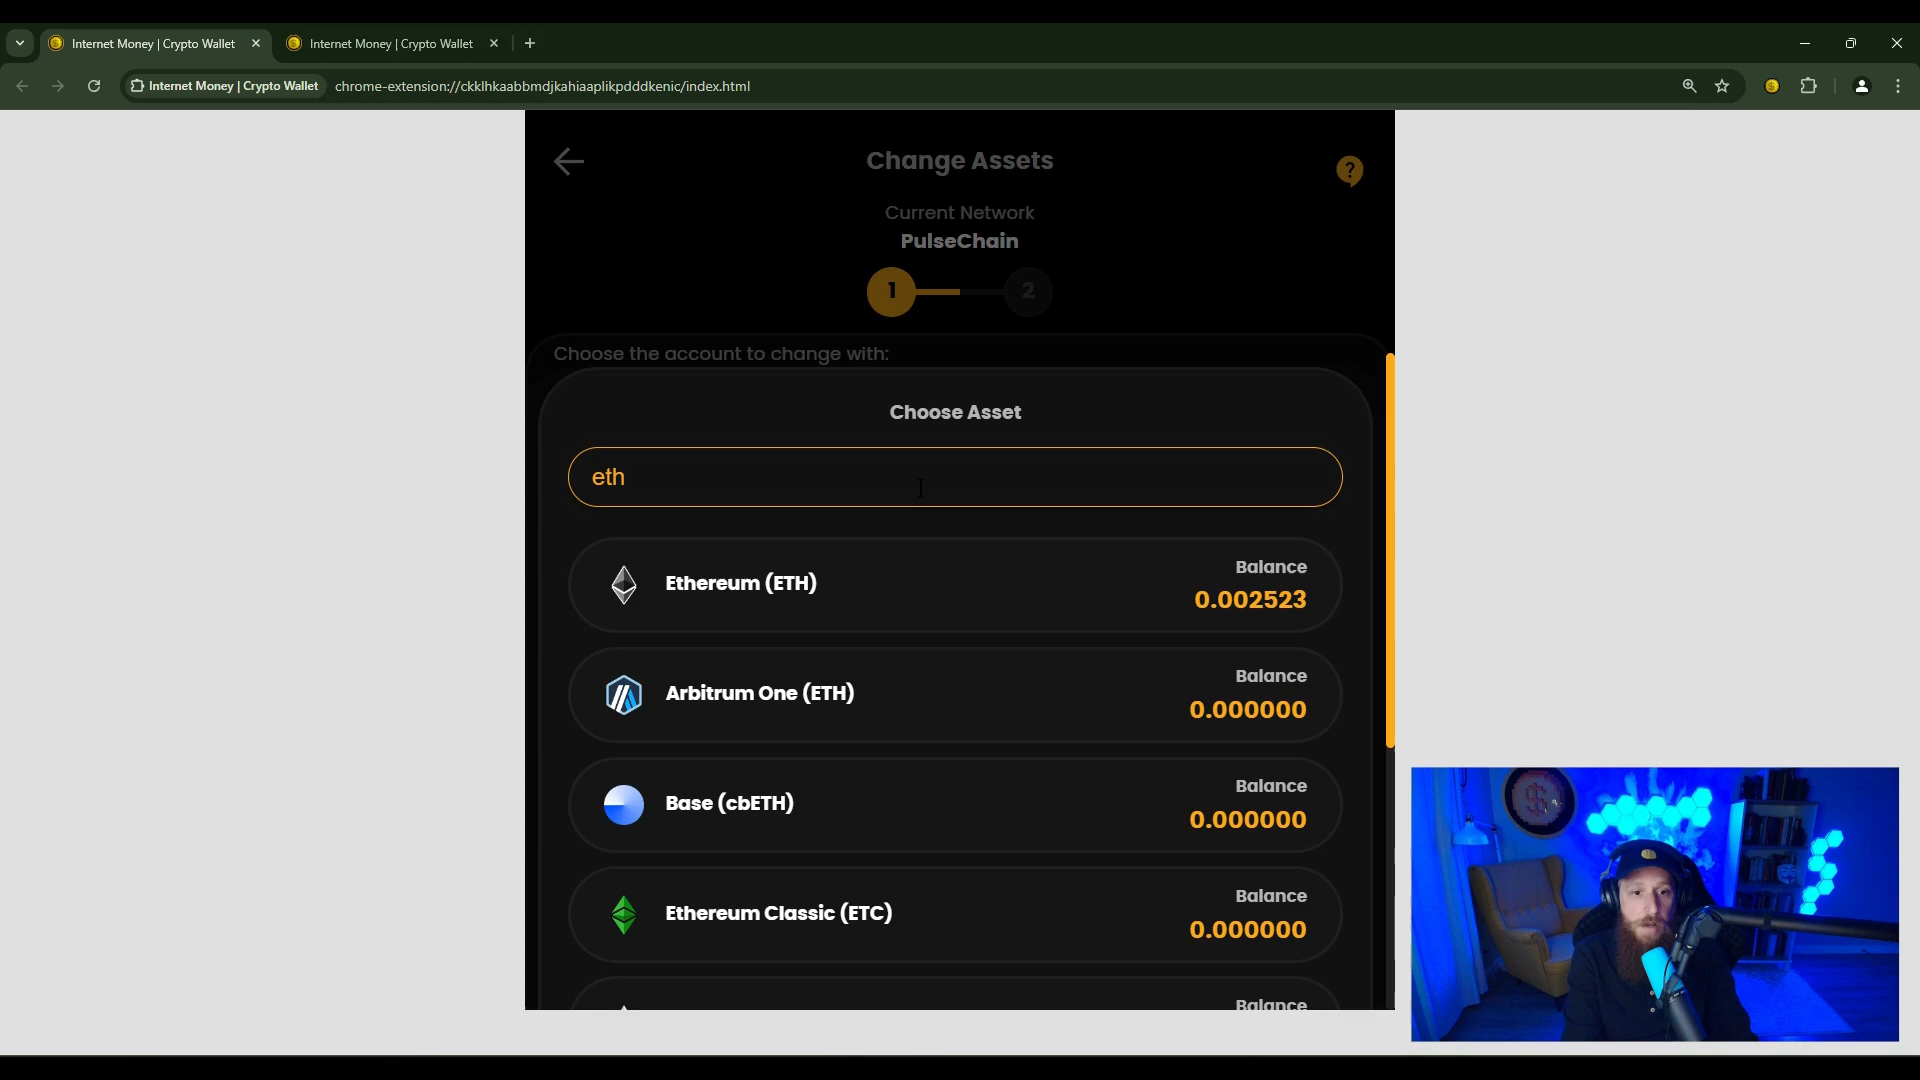 Internet Money | Crypto Wallet
Internet Money | Crypto Wallet
Internet Money | Crypto Wallet
chrome-extension://ckklhkaabbmdjkahiaaplikpdddkenic/index.html
Change Assets
?
Current Network
PulseChain
1
2
Choose the account to change with:
Choose Asset
eth
Ethereum (ETH)
Balance
0.002523
Arbitrum One (ETH)
Balance
0.000000
Base (cbETH)
Balance
0.000000
Ethereum Classic (ETC)
Balance
0.000000
Balance